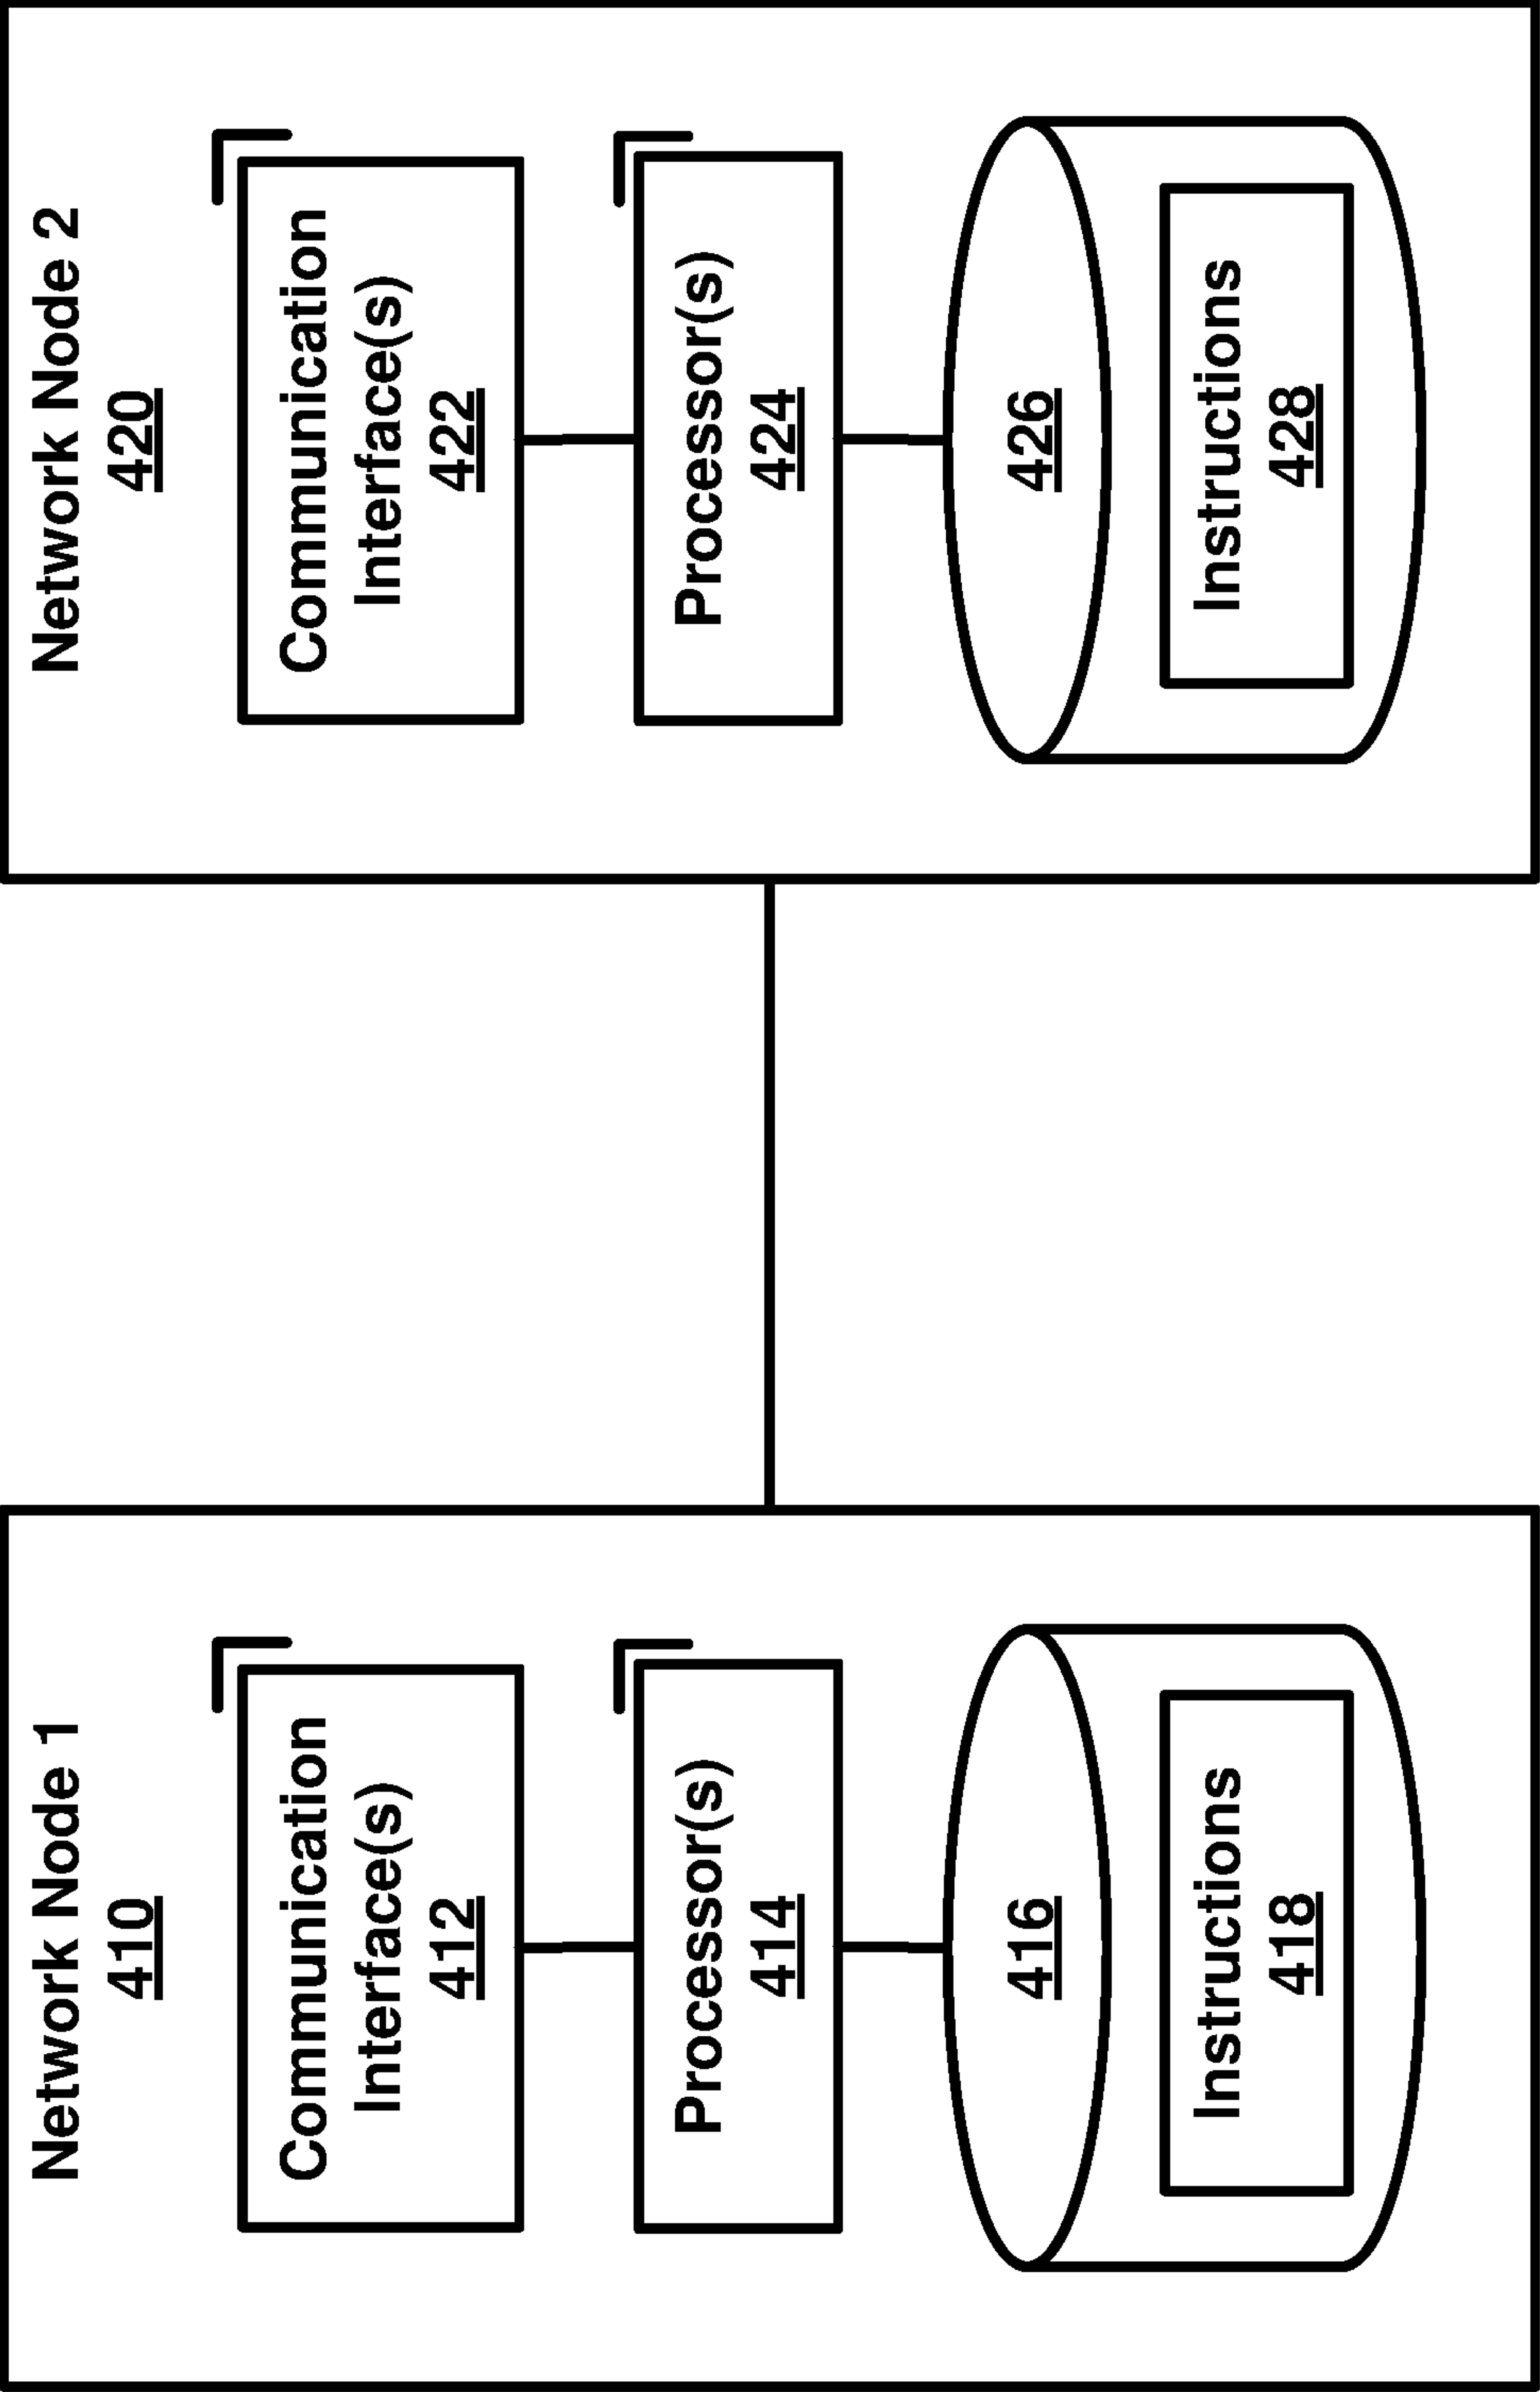 Network Node 1
410
Communication
Interface(s)
412
Processor(s)
414
416
Instructions
418
Network Node 2
420
Communication
Interface(s)
422
Processor(s)
424
426
Instructions
428